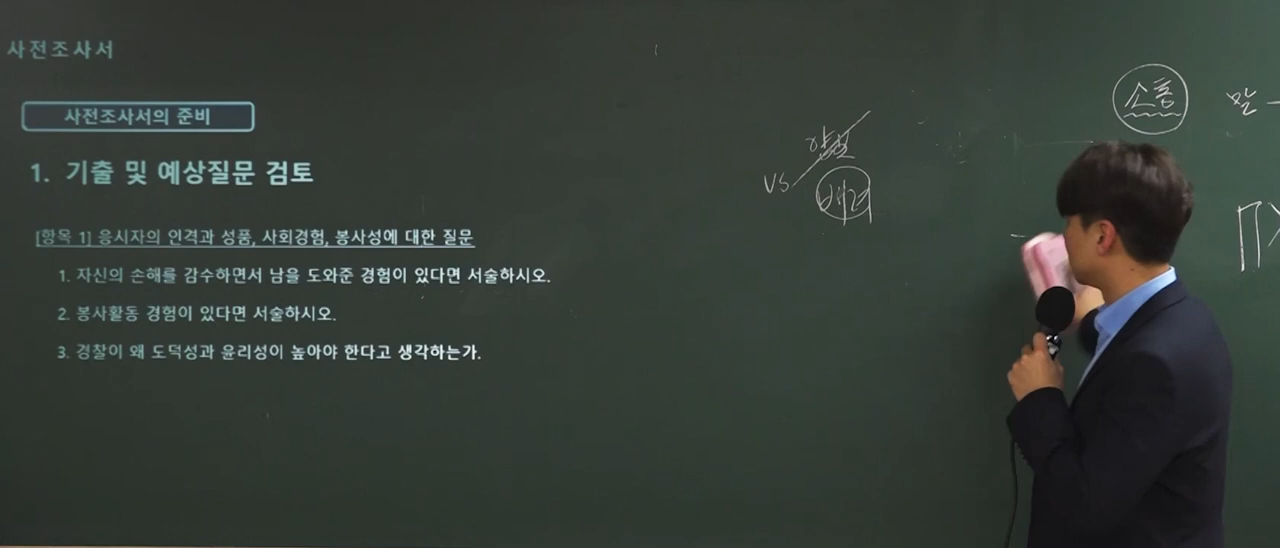 사전조사서
사전조사서의 준비
1. 기출 및 예상질문 검토
[항목 1] 응시자의 인격과 성품, 사회경험, 봉사성에 대한 질문
1. 자신의 손해를 감수하면서 남을 도와준 경험이 있다면 서술하시오.
2. 봉사활동 경험이 있다면 서술하시오.
3. 경찰이 왜 도덕성과 윤리성이 높아야 한다고 생각하는가.
VS
배려
소통
말